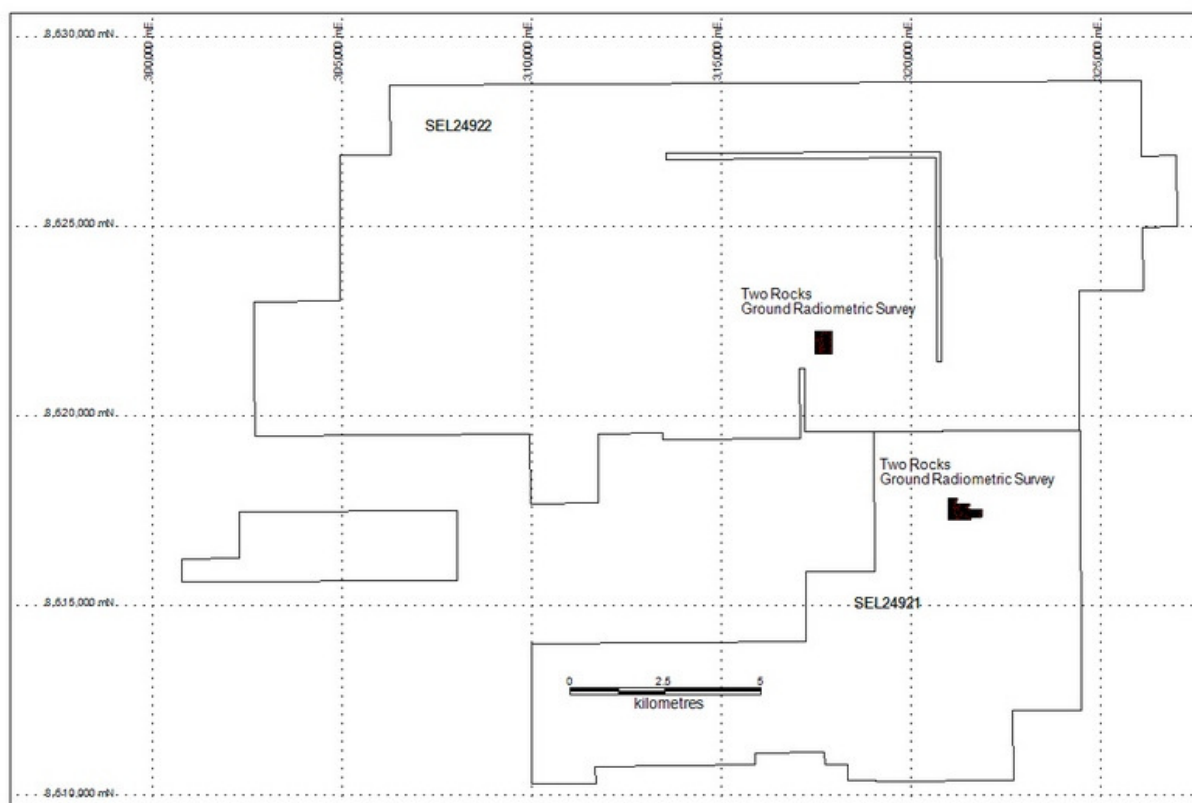 300,000 mE
305,000 mE
310,000 mE
315,000 mE
320,000 mE
325,000 mE
8,630,000 mN
SEL24922
8,625,000 mN
Two Rocks
Ground Radiometric Survey
8,620,000 mN
Two Rocks
Ground Radiometric Survey
8,615,000 mN
SEL24921
0 2.5 5
kilometres
8,610,000 mN